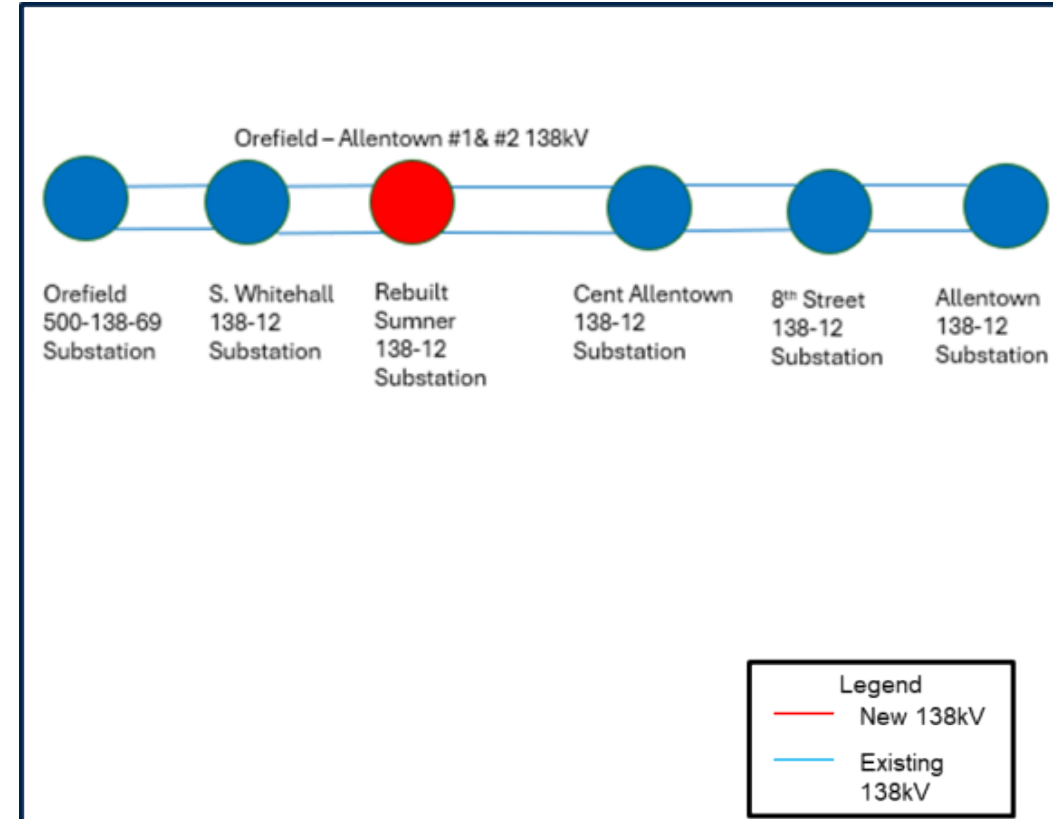 Orefield – Allentown #1& #2 138kV
Orefield
500-138-69
Substation
S. Whitehall
138-12
Substation
Rebuilt
Sumner
138-12
Substation
Cent Allentown
138-12
Substation
8th Street
138-12
Substation
Allentown
138-12
Substation
Legend
New 138kV
Existing
138kV